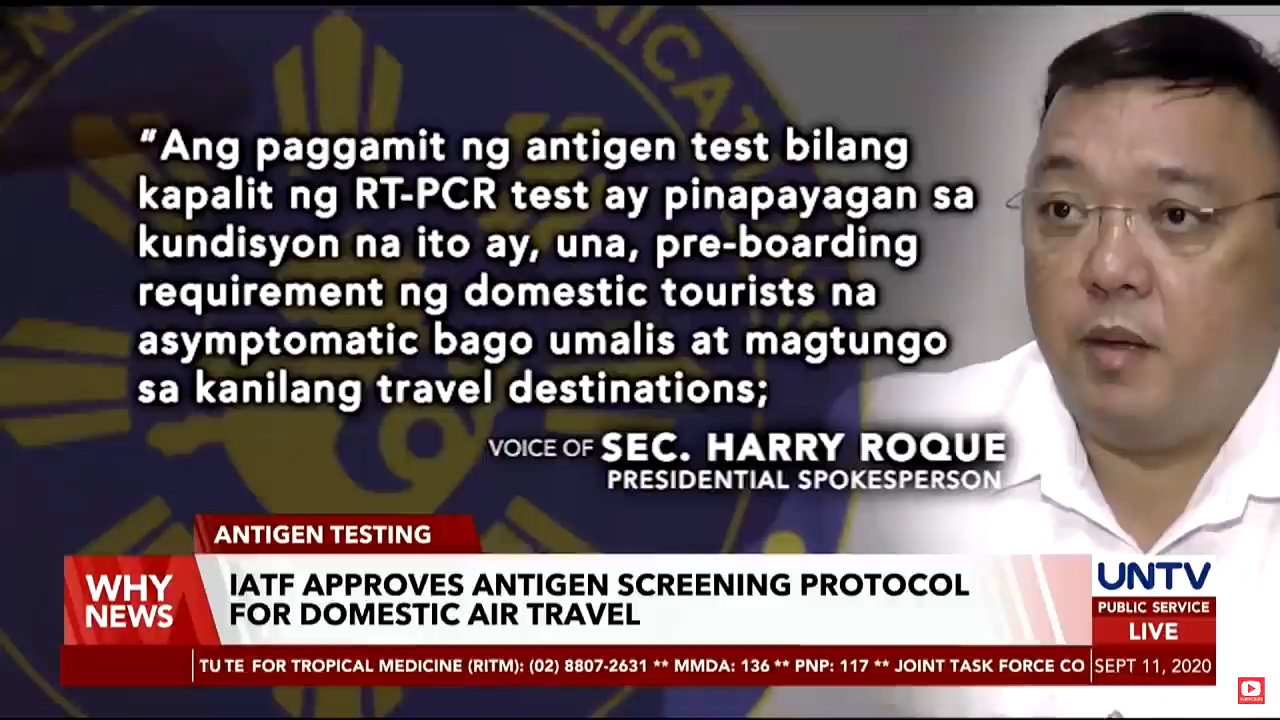 “Ang paggamit ng antigen test bilang
kapalit ng RT-PCR test ay pinapayagan sa
kundisyon na ito ay, una, pre-boarding
requirement ng domestic tourists na
asymptomatic bago umalis at magtungo
sa kanilang travel destinations;
VOICE OF SEC. HARRY ROQUE
PRESIDENTIAL SPOKESPERSON
ANTIGEN TESTING
WHY
NEWS
IATF APPROVES ANTIGEN SCREENING PROTOCOL
FOR DOMESTIC AIR TRAVEL
UNTV
PUBLIC SERVICE
LIVE
TUTE FOR TROPICAL MEDICINE (RITM): (02) 8807-2631 ** MMDA: 136 ** PNP: 117 ** JOINT TASK FORCE CO
SEPT 11, 2020